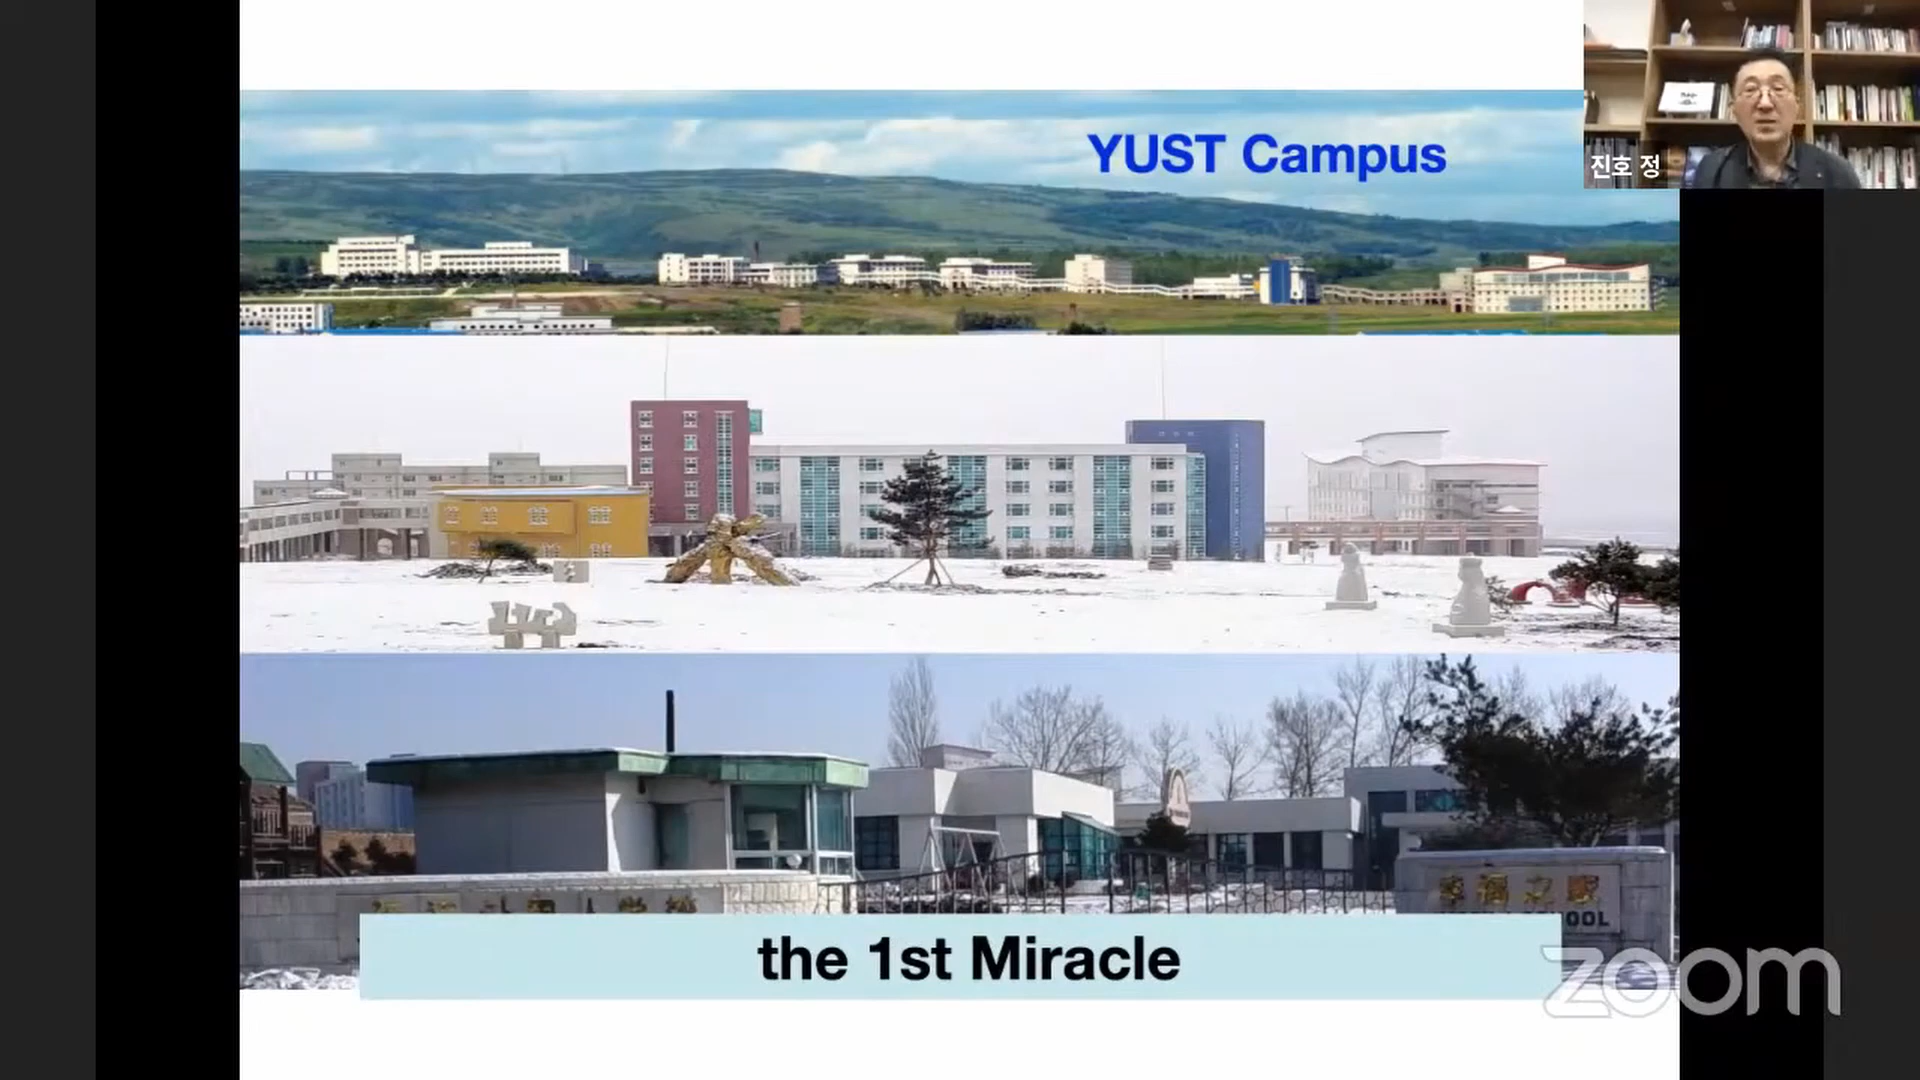 YUST Campus
진호 정
幸福之家
OOL
the 1st Miracle
zoom